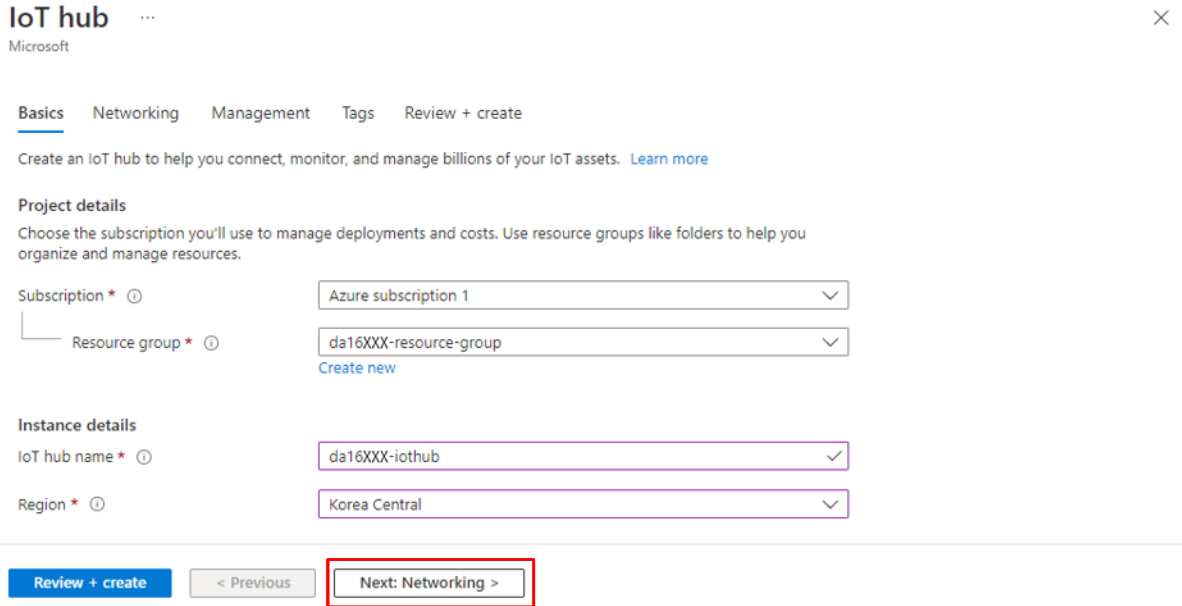 IoT hub ...
Microsoft
Basics Networking Management Tags Review + create
Create an IoT hub to help you connect, monitor, and manage billions of your IoT assets. Learn more
Project details
Choose the subscription you'll use to manage deployments and costs. Use resource groups like folders to help you
organize and manage resources.
Subscription * Azure subscription 1
Resource group * da16XXX-resource-group
Create new
Instance details
IoT hub name * da16XXX-iothub
Region * Korea Central
Review + create < Previous Next: Networking >